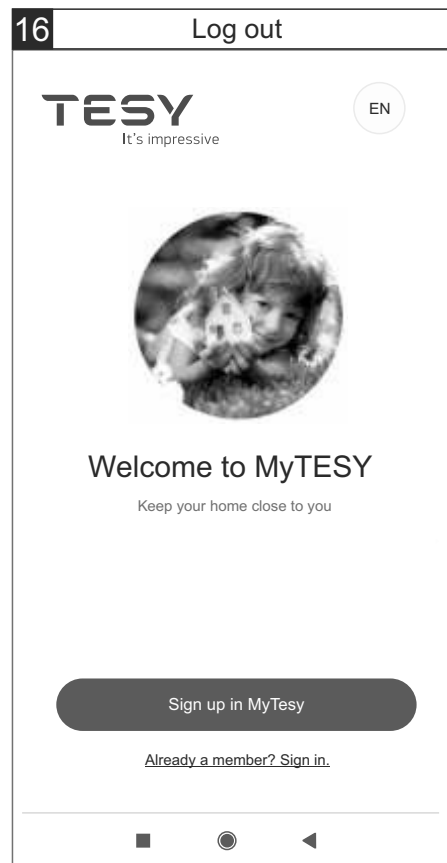 16 Log out
TESY
EN
It's impressive
Welcome to MyTESY
Keep your home close to you
Sign up in MyTesy
Already a member? Sign in.